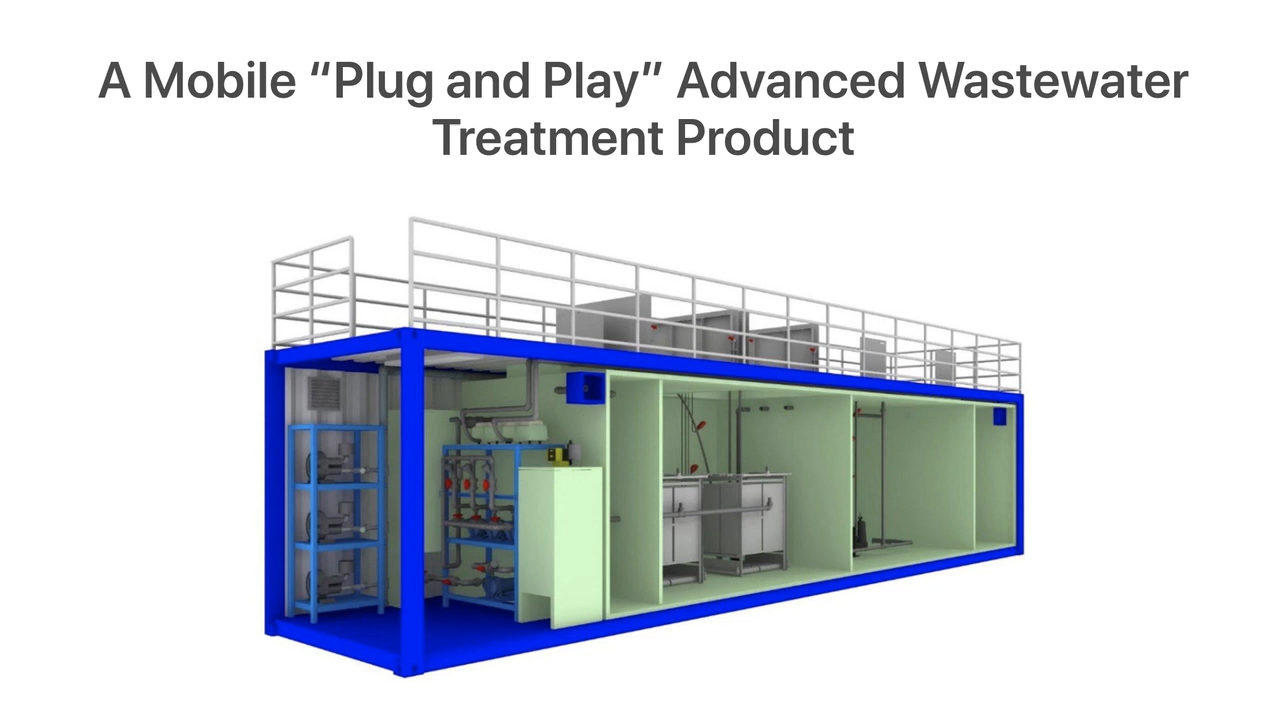 A Mobile “Plug and Play” Advanced Wastewater
Treatment Product